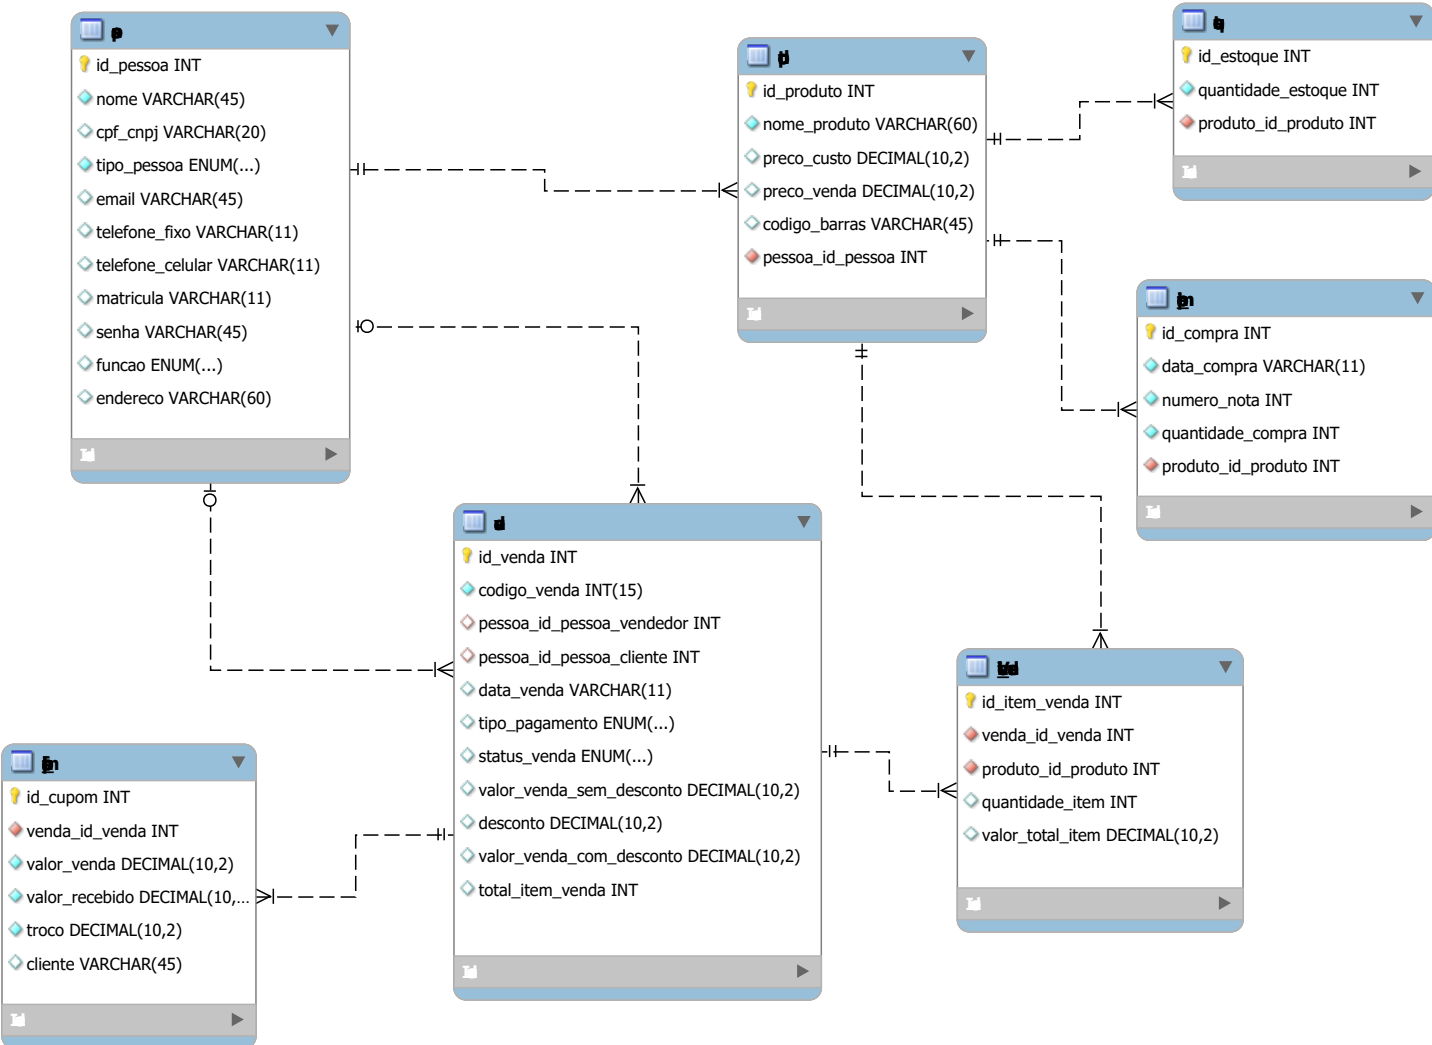 id_pessoa INT
nome VARCHAR(45)
cpf_cnpj VARCHAR(20)
tipo_pessoa ENUM(...)
email VARCHAR(45)
telefone_fixo VARCHAR(11)
telefone_celular VARCHAR(11)
matricula VARCHAR(11)
senha VARCHAR(45)
funcao ENUM(...)
endereco VARCHAR(60)
id_produto INT
nome_produto VARCHAR(60)
preco_custo DECIMAL(10,2)
preco_venda DECIMAL(10,2)
codigo_barras VARCHAR(45)
pessoa_id_pessoa INT
id_estoque INT
quantidade_estoque INT
produto_id_produto INT
id_compra INT
data_compra VARCHAR(11)
numero_nota INT
quantidade_compra INT
produto_id_produto INT
id_venda INT
codigo_venda INT(15)
pessoa_id_pessoa_vendedor INT
pessoa_id_pessoa_cliente INT
data_venda VARCHAR(11)
tipo_pagamento ENUM(...)
status_venda ENUM(...)
valor_venda_sem_desconto DECIMAL(10,2)
desconto DECIMAL(10,2)
valor_venda_com_desconto DECIMAL(10,2)
total_item_venda INT
id_item_venda INT
venda_id_venda INT
produto_id_produto INT
quantidade_item INT
valor_total_item DECIMAL(10,2)
id_cupom INT
venda_id_venda INT
valor_venda DECIMAL(10,2)
valor_recebido DECIMAL(10,...
troco DECIMAL(10,2)
cliente VARCHAR(45)